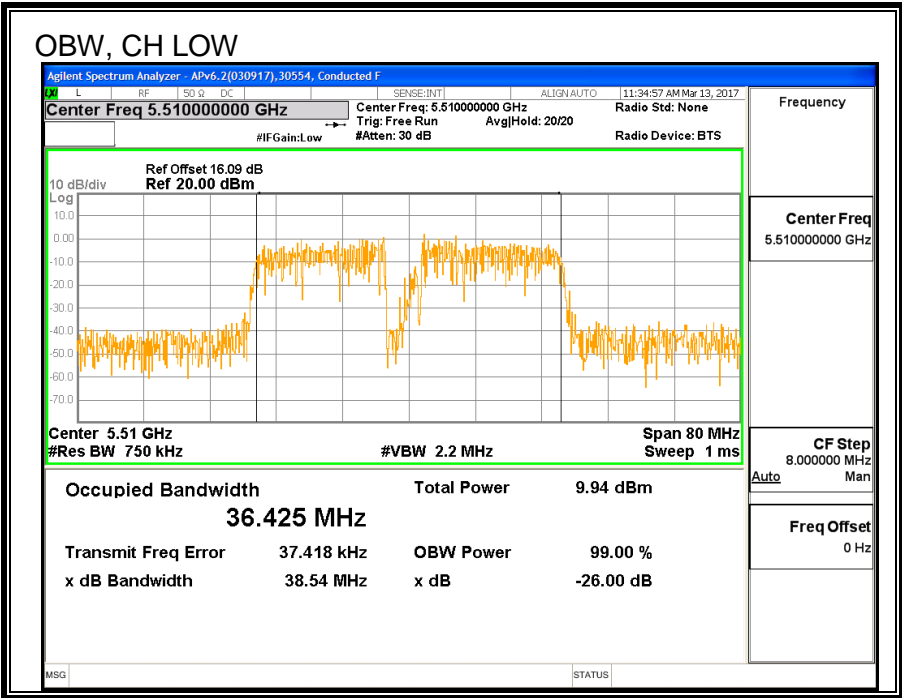 OBW, CH LOW
Agilent Spectrum Analyzer - APv6.2(030917),30554, Conducted F
LXI L RF 50 Ω DC SENSE:INT ALIGN AUTO 11:34:57 AM Mar 13, 2017
Center Freq 5.510000000 GHz
Center Freq: 5.510000000 GHz
Radio Std: None
Trig: Free Run Avg|Hold: 20/20
#IFGain:Low
#Atten: 30 dB
Radio Device: BTS
Ref Offset 16.09 dB
10 dB/div Ref 20.00 dBm
Log
10.0
0.00
-10.0
-20.0
-30.0
-40.0
-50.0
-60.0
-70.0
Center 5.51 GHz Span 80 MHz
#Res BW 750 kHz #VBW 2.2 MHz Sweep 1 ms
Occupied Bandwidth Total Power 9.94 dBm
36.425 MHz
Transmit Freq Error 37.418 kHz OBW Power 99.00 %
x dB Bandwidth 38.54 MHz x dB -26.00 dB
MSG STATUS
Frequency
Center Freq
5.510000000 GHz
CF Step
8.000000 MHz
Auto Man
Freq Offset
0 Hz